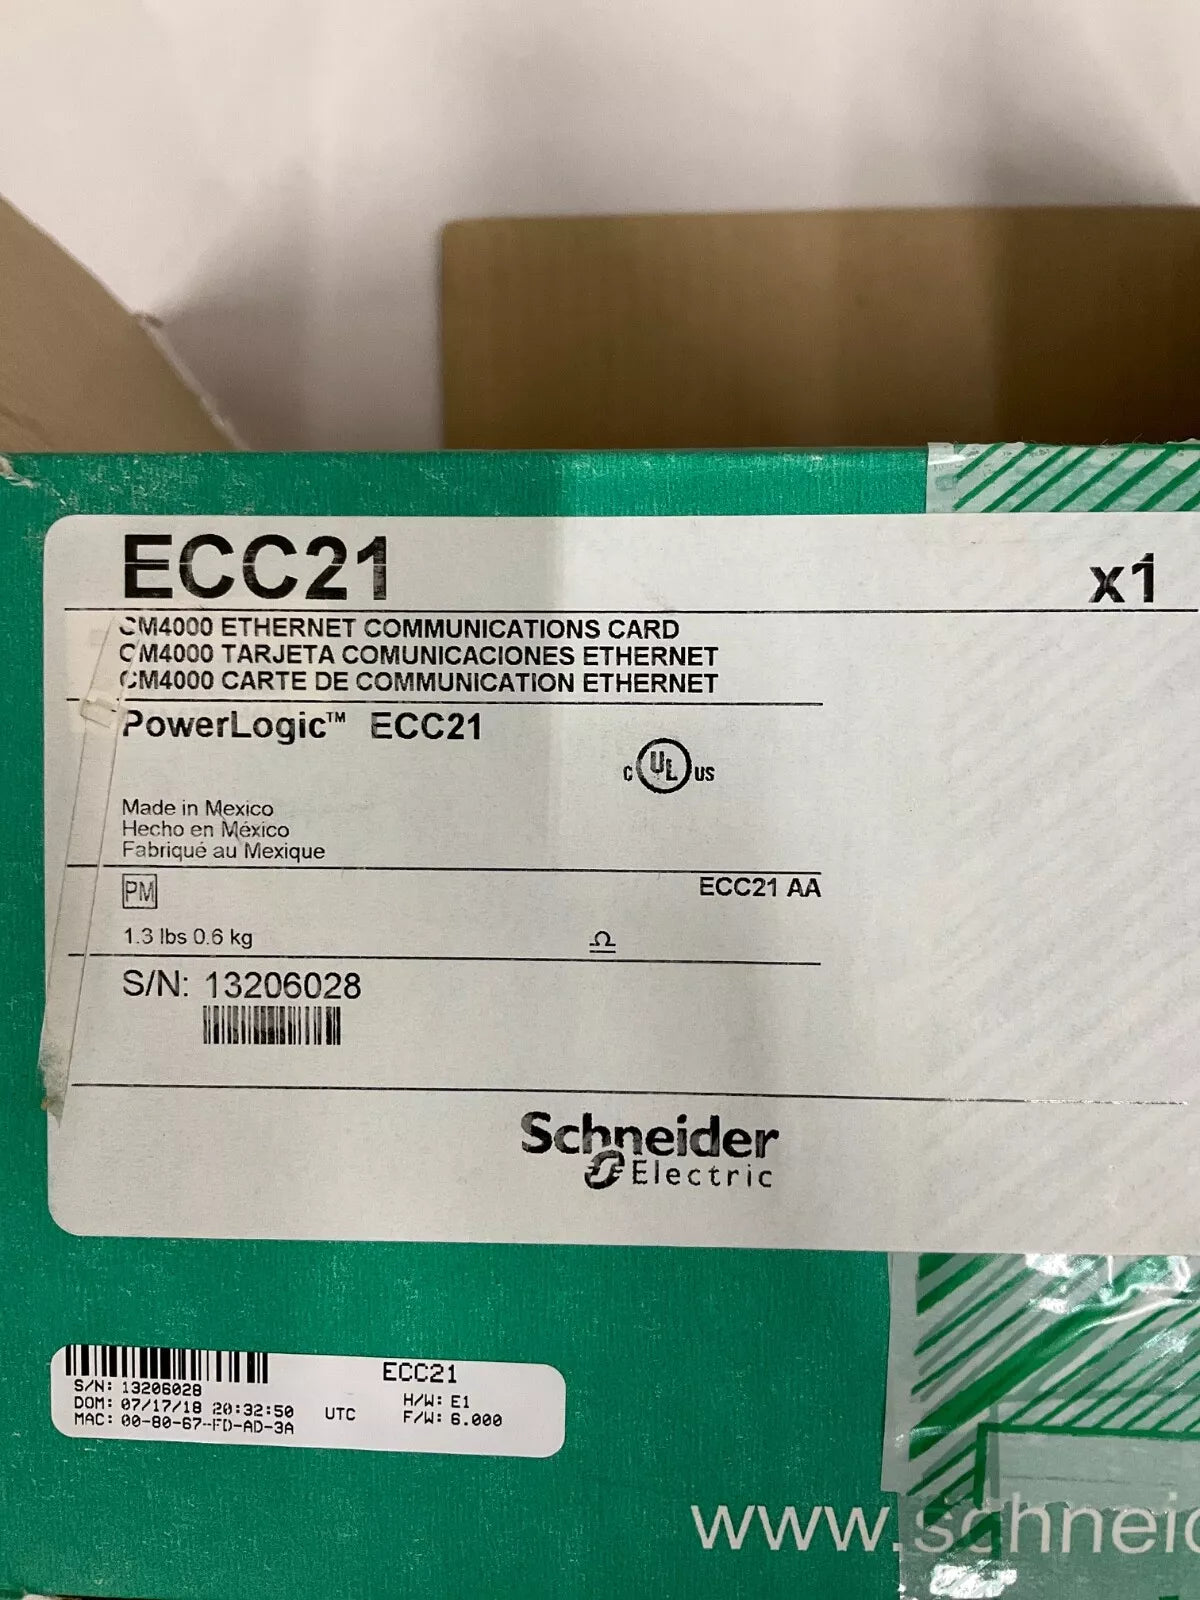 ECC21
x1
CM4000 ETHERNET COMMUNICATIONS CARD
CM4000 TARJETA COMUNICACIONES ETHERNET
CM4000 CARTE DE COMMUNICATION ETHERNET
PowerLogic™ ECC21
C UL US
Made in Mexico
Hecho en México
Fabriqué au Mexique
PM
ECC21 AA
1.3 lbs 0.6 kg
S/N: 13206028
Schneider
Electric
ECC21
S/N: 13206028
H/W: E1
DOM: 07/17/18 20:32:50 UTC
F/W: 6.000
MAC: 00-80-67-FD-AD-3A
www.schneid